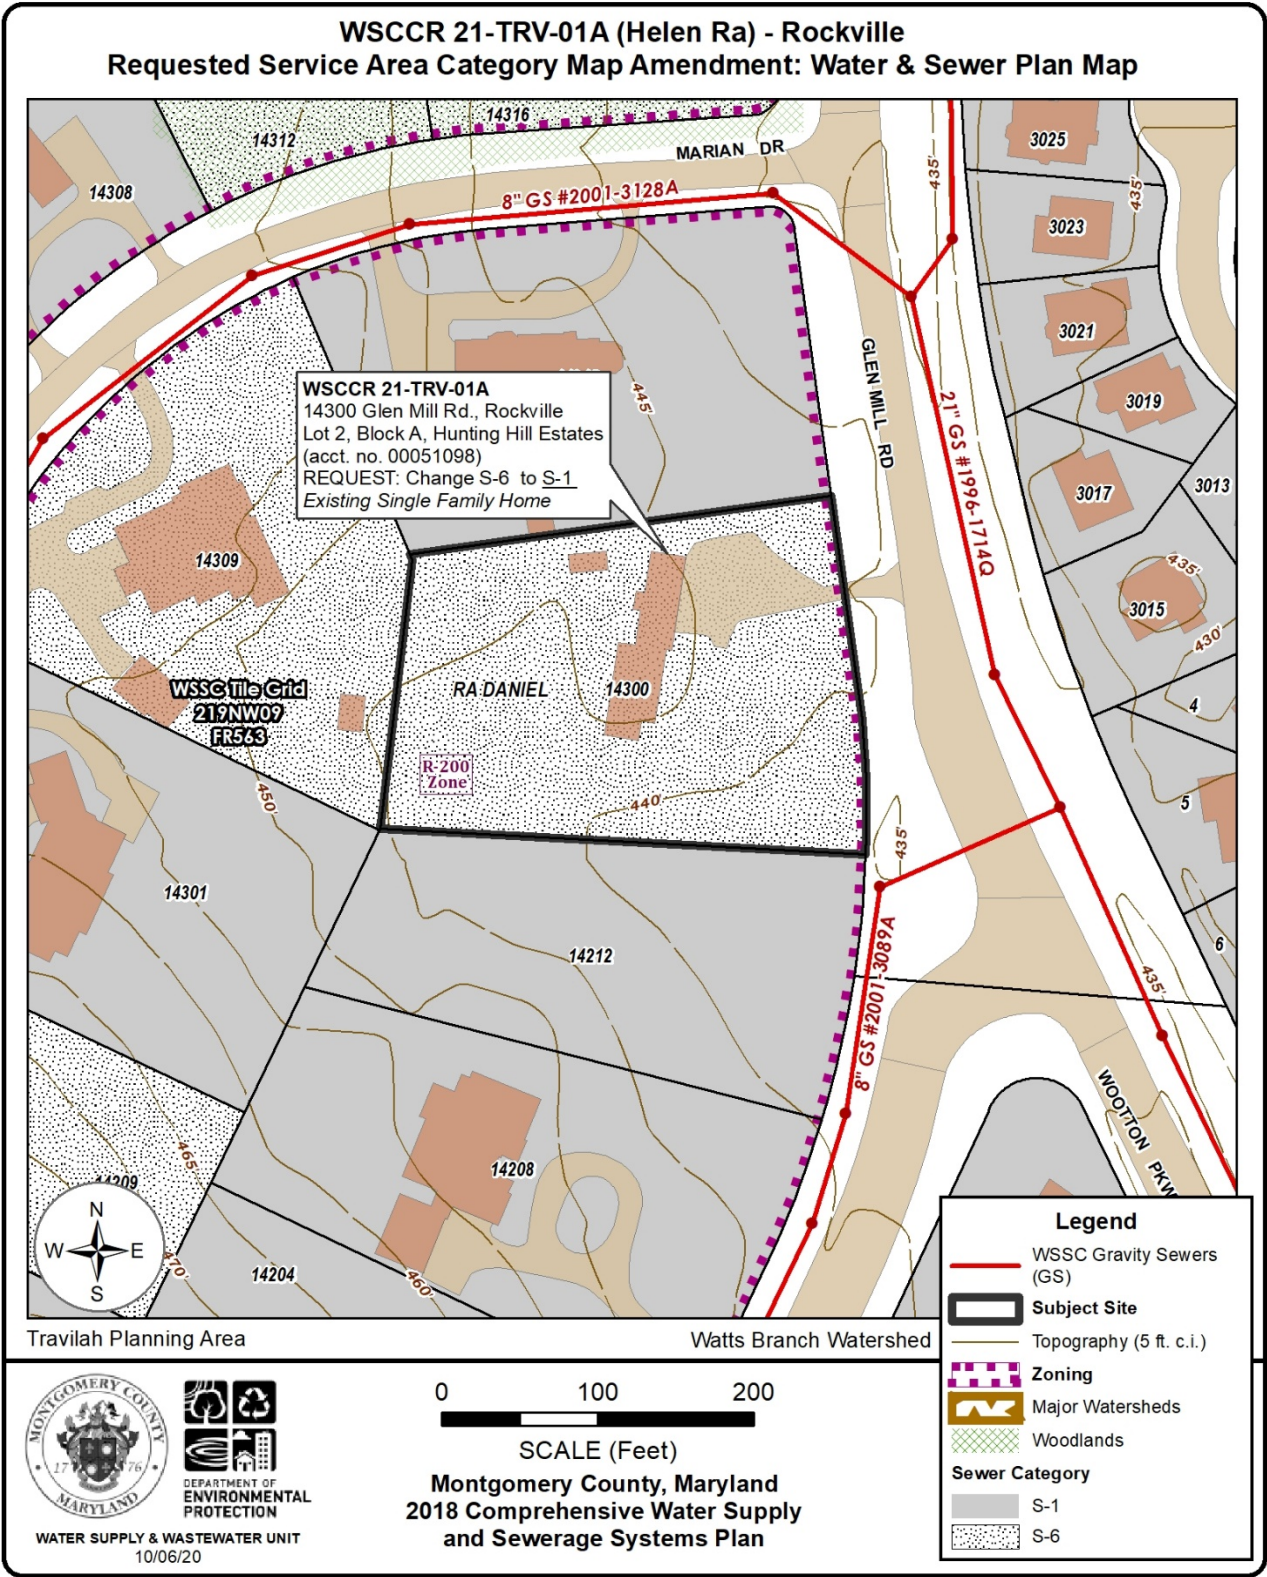 WSCCR 21-TRV-01A (Helen Ra) - Rockville
Requested Service Area Category Map Amendment: Water & Sewer Plan Map
14316
14312
MARIAN DR
14308
8" GS #2001-3128A
435'
3025
435'
3023
3021
3019
3017
3013
435'
3015
430'
4
5
6
GLEN MILL RD
21" GS #1996-1714Q
445'
WSCCR 21-TRV-01A
14300 Glen Mill Rd., Rockville
Lot 2, Block A, Hunting Hill Estates
(acct. no. 00051098)
REQUEST: Change S-6 to S-1
Existing Single Family Home
14309
WSSC Tile Grid
219NW09
FR563
RA DANIEL
14300
R-200
Zone
440'
450'
435'
14301
14212
8" GS #2001-3089A
435'
WOOTTON PKW
14208
465'
14209
470'
14204
460'
N
W
E
S
Travilah Planning Area
Watts Branch Watershed
Legend
WSSC Gravity Sewers
(GS)
Subject Site
Topography (5 ft. c.i.)
Zoning
Major Watersheds
Woodlands
Sewer Category
S-1
S-6
MONTGOMERY COUNTY
17 76
MARYLAND
DEPARTMENT OF
ENVIRONMENTAL
PROTECTION
WATER SUPPLY & WASTEWATER UNIT
10/06/20
0 100 200
SCALE (Feet)
Montgomery County, Maryland
2018 Comprehensive Water Supply
and Sewerage Systems Plan